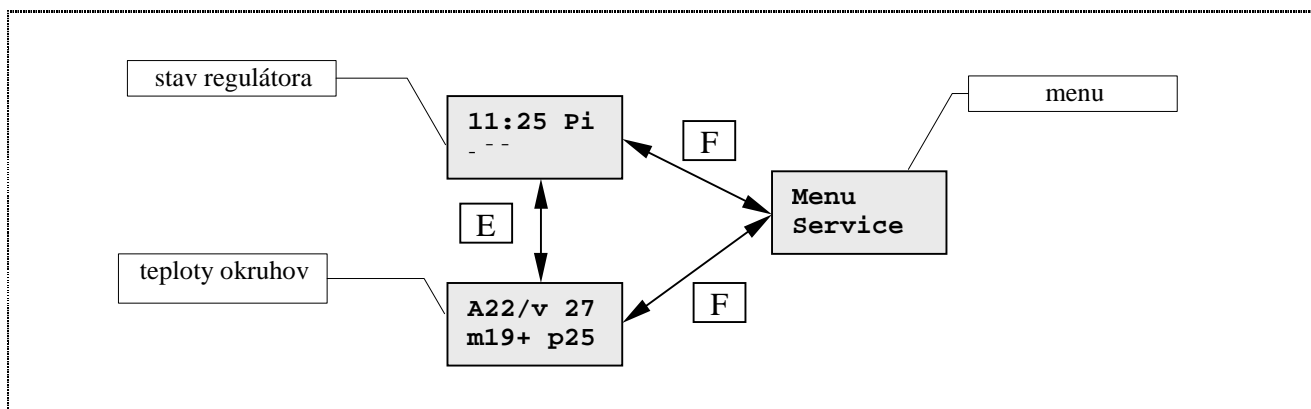 stav regulátora
menu
11:25 Pi
- - -
F
Menu
Service
E
teploty okruhov
A22/v 27
m19+ p25
F